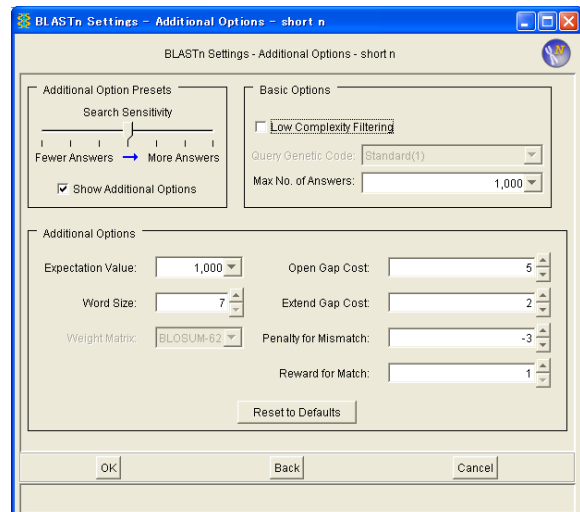 BLASTn Settings - Additional Options - short n
BLASTn Settings - Additional Options - short n
N
Additional Option Presets
Search Sensitivity
Fewer Answers → More Answers
Show Additional Options
Basic Options
Low Complexity Filtering
Query Genetic Code: Standard(1)
Max No. of Answers: 1,000
Additional Options
Expectation Value: 1,000 Open Gap Cost: 5
Word Size: 7 Extend Gap Cost: 2
Weight Matrix: BLOSUM-62 Penalty for Mismatch: -3
Reward for Match: 1
Reset to Defaults
OK Back Cancel